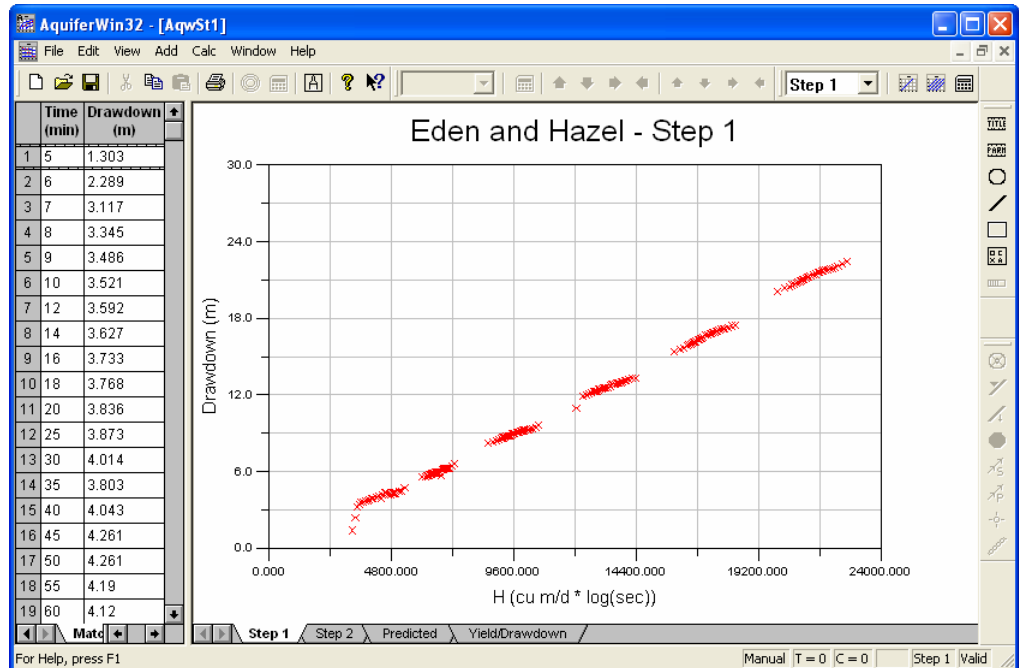 AquiferWin32 - [AqwSt1]
File Edit View Add Calc Window Help
A ? ? Step 1
Time (min) Drawdown (m)
1 5 1.303
2 6 2.289
3 7 3.117
4 8 3.345
5 9 3.486
6 10 3.521
7 12 3.592
8 14 3.627
9 16 3.733
10 18 3.768
11 20 3.836
12 25 3.873
13 30 4.014
14 35 3.803
15 40 4.043
16 45 4.261
17 50 4.261
18 55 4.19
19 60 4.12
Eden and Hazel - Step 1
30.0
24.0
18.0
12.0
6.0
0.0
Drawdown (m)
0.000 4800.000 9600.000 14400.000 19200.000 24000.000
H (cu m/d * log(sec))
TITLE
PARM
S
P
Matc Step 1 Step 2 Predicted Yield/Drawdown
For Help, press F1 Manual T = 0 C = 0 Step 1 Valid